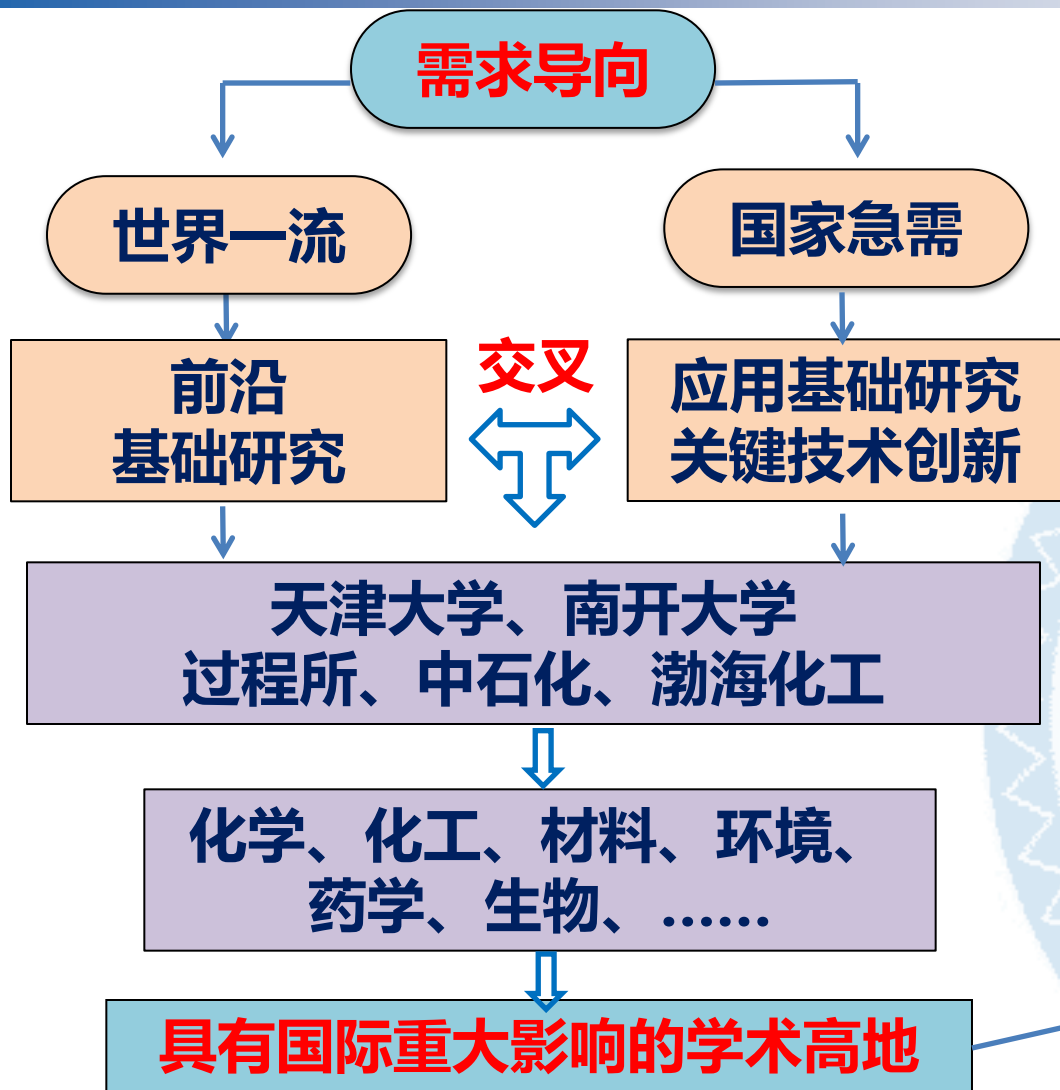 需求导向
世界一流
国家急需
前沿
基础研究
交叉
应用基础研究
关键技术创新
天津大学、南开大学
过程所、中石化、渤海化工
化学、化工、材料、环境、
药学、生物、……
具有国际重大影响的学术高地